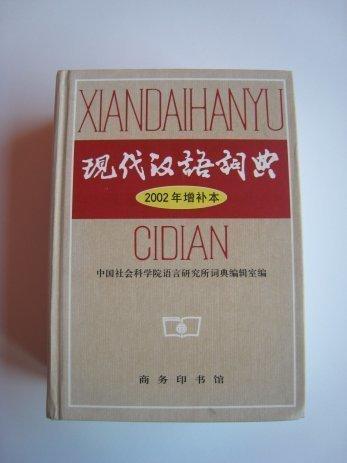 XIANDAIHANYU
现代汉语词典
2002年增补本
CIDIAN
中国社会科学院语言研究所词典编辑室编
商务印书馆